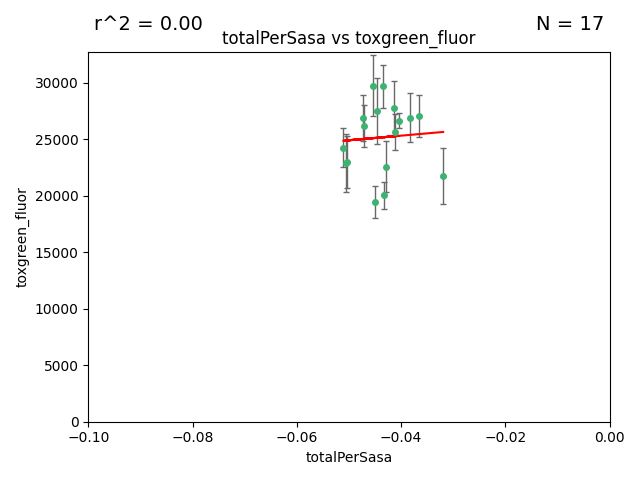 r^2 = 0.00
N = 17
totalPerSasa vs toxgreen_fluor
30000
25000
20000
15000
10000
5000
0
toxgreen_fluor
−0.10
−0.08
−0.06
−0.04
−0.02
0.00
totalPerSasa